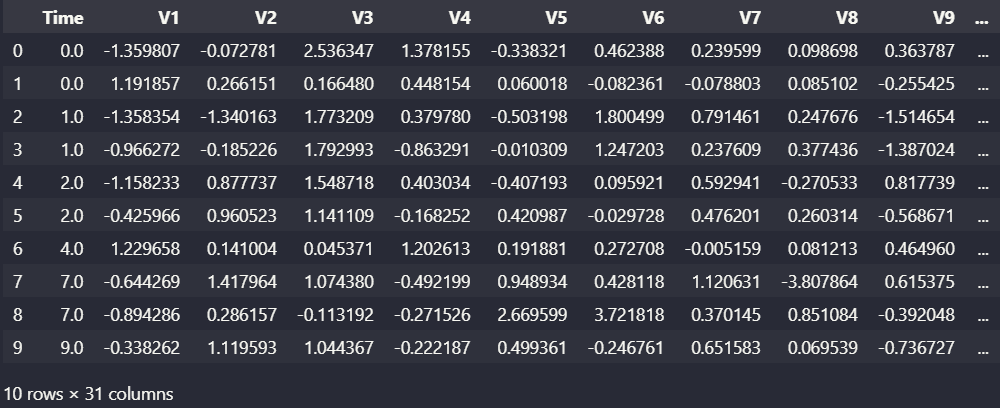 Time V1 V2 V3 V4 V5 V6 V7 V8 V9 ...
0 0.0 -1.359807 -0.072781 2.536347 1.378155 -0.338321 0.462388 0.239599 0.098698 0.363787 ...
1 0.0 1.191857 0.266151 0.166480 0.448154 0.060018 -0.082361 -0.078803 0.085102 -0.255425 ...
2 1.0 -1.358354 -1.340163 1.773209 0.379780 -0.503198 1.800499 0.791461 0.247676 -1.514654 ...
3 1.0 -0.966272 -0.185226 1.792993 -0.863291 -0.010309 1.247203 0.237609 0.377436 -1.387024 ...
4 2.0 -1.158233 0.877737 1.548718 0.403034 -0.407193 0.095921 0.592941 -0.270533 0.817739 ...
5 2.0 -0.425966 0.960523 1.141109 -0.168252 0.420987 -0.029728 0.476201 0.260314 -0.568671 ...
6 4.0 1.229658 0.141004 0.045371 1.202613 0.191881 0.272708 -0.005159 0.081213 0.464960 ...
7 7.0 -0.644269 1.417964 1.074380 -0.492199 0.948934 0.428118 1.120631 -3.807864 0.615375 ...
8 7.0 -0.894286 0.286157 -0.113192 -0.271526 2.669599 3.721818 0.370145 0.851084 -0.392048 ...
9 9.0 -0.338262 1.119593 1.044367 -0.222187 0.499361 -0.246761 0.651583 0.069539 -0.736727 ...
10 rows × 31 columns